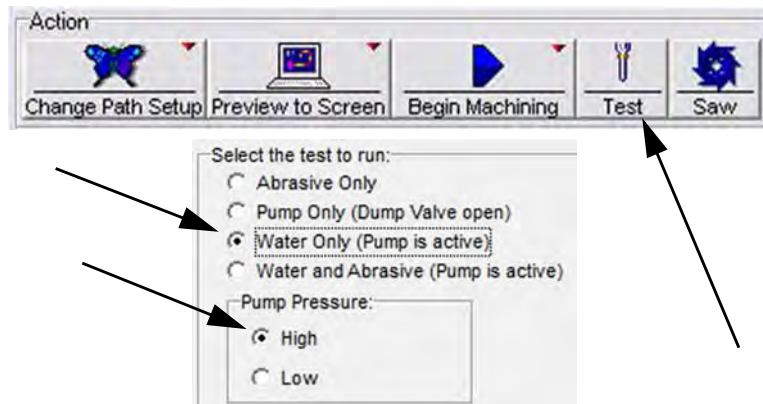 Action
Change Path Setup Preview to Screen Begin Machining Test Saw
Select the test to run:
Abrasive Only
Pump Only (Dump Valve open)
Water Only (Pump is active)
Water and Abrasive (Pump is active)
Pump Pressure:
High
Low